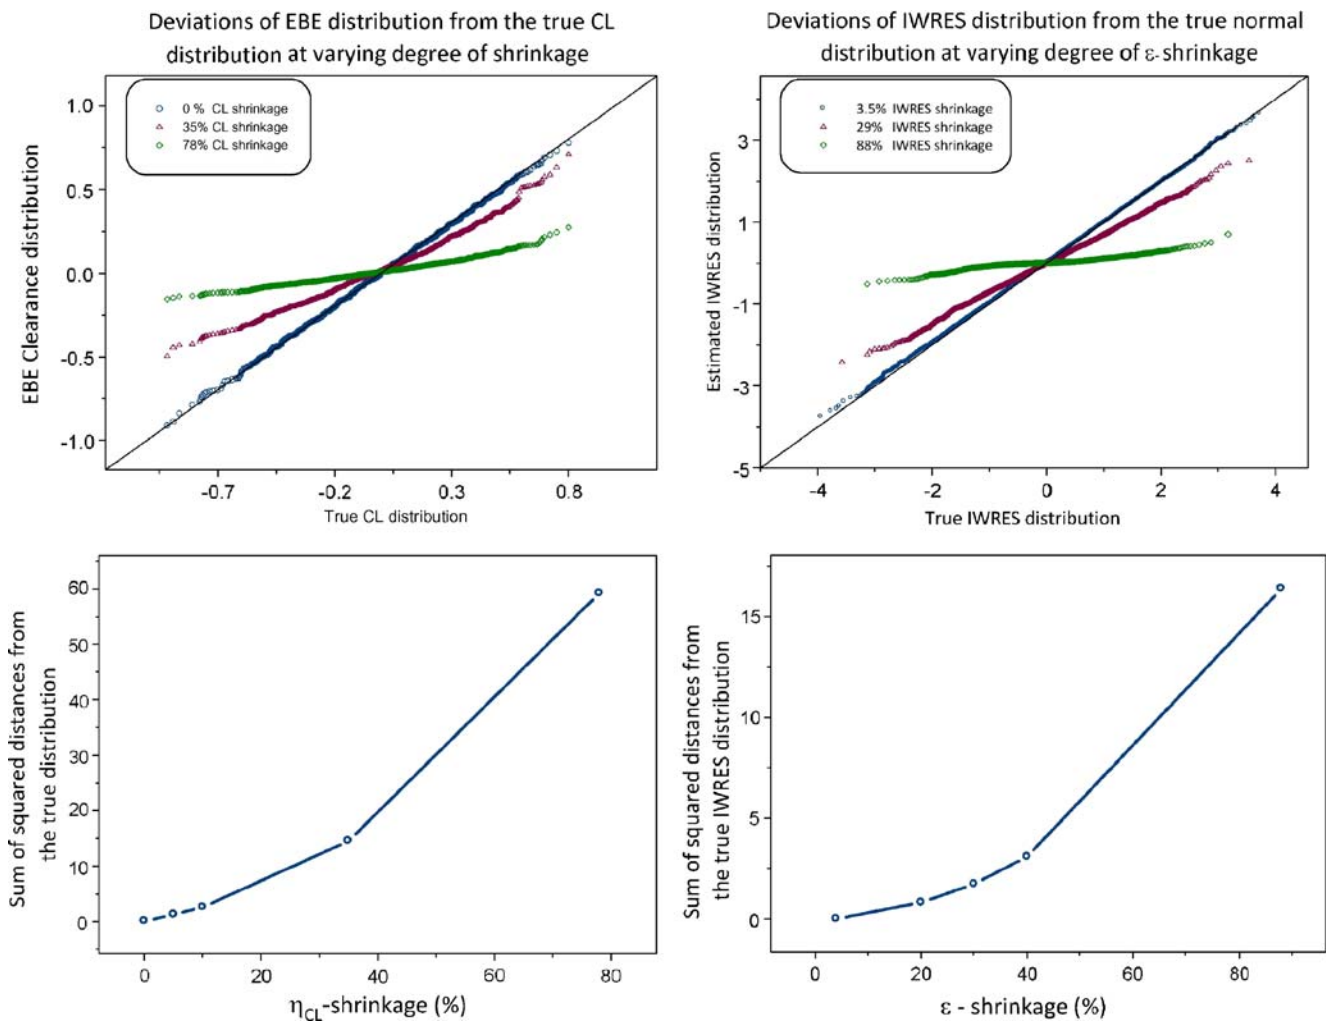 Deviations of EBE distribution from the true CL
distribution at varying degree of shrinkage
0 % CL shrinkage
35% CL shrinkage
78% CL shrinkage
EBE Clearance distribution
1.0
0.5
0.0
-0.5
-1.0
-0.7
-0.2
0.3
0.8
True CL distribution
Deviations of IWRES distribution from the true normal
distribution at varying degree of ε- shrinkage
3.5% IWRES shrinkage
29% IWRES shrinkage
88% IWRES shrinkage
Estimated IWRES distribution
3
1
-1
-3
-5
-4
-2
0
2
4
True IWRES distribution
Sum of squared distances from
the true distribution
60
50
40
30
20
10
0
0
20
40
60
80
ηCL-shrinkage (%)
Sum of squared distances from
the true IWRES distribution
15
10
5
0
0
20
40
60
80
ε - shrinkage (%)